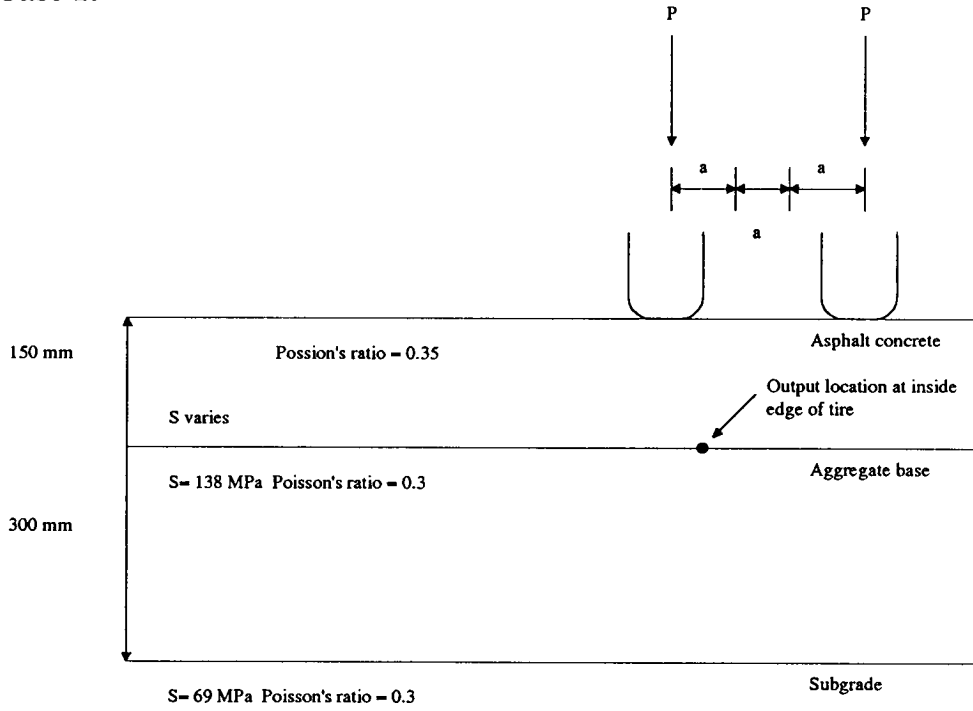 P P
a a
a
150 mm
Possion's ratio = 0.35
Asphalt concrete
Output location at inside
edge of tire
S varies
Aggregate base
S= 138 MPa Poisson's ratio = 0.3
300 mm
Subgrade
S= 69 MPa Poisson's ratio = 0.3